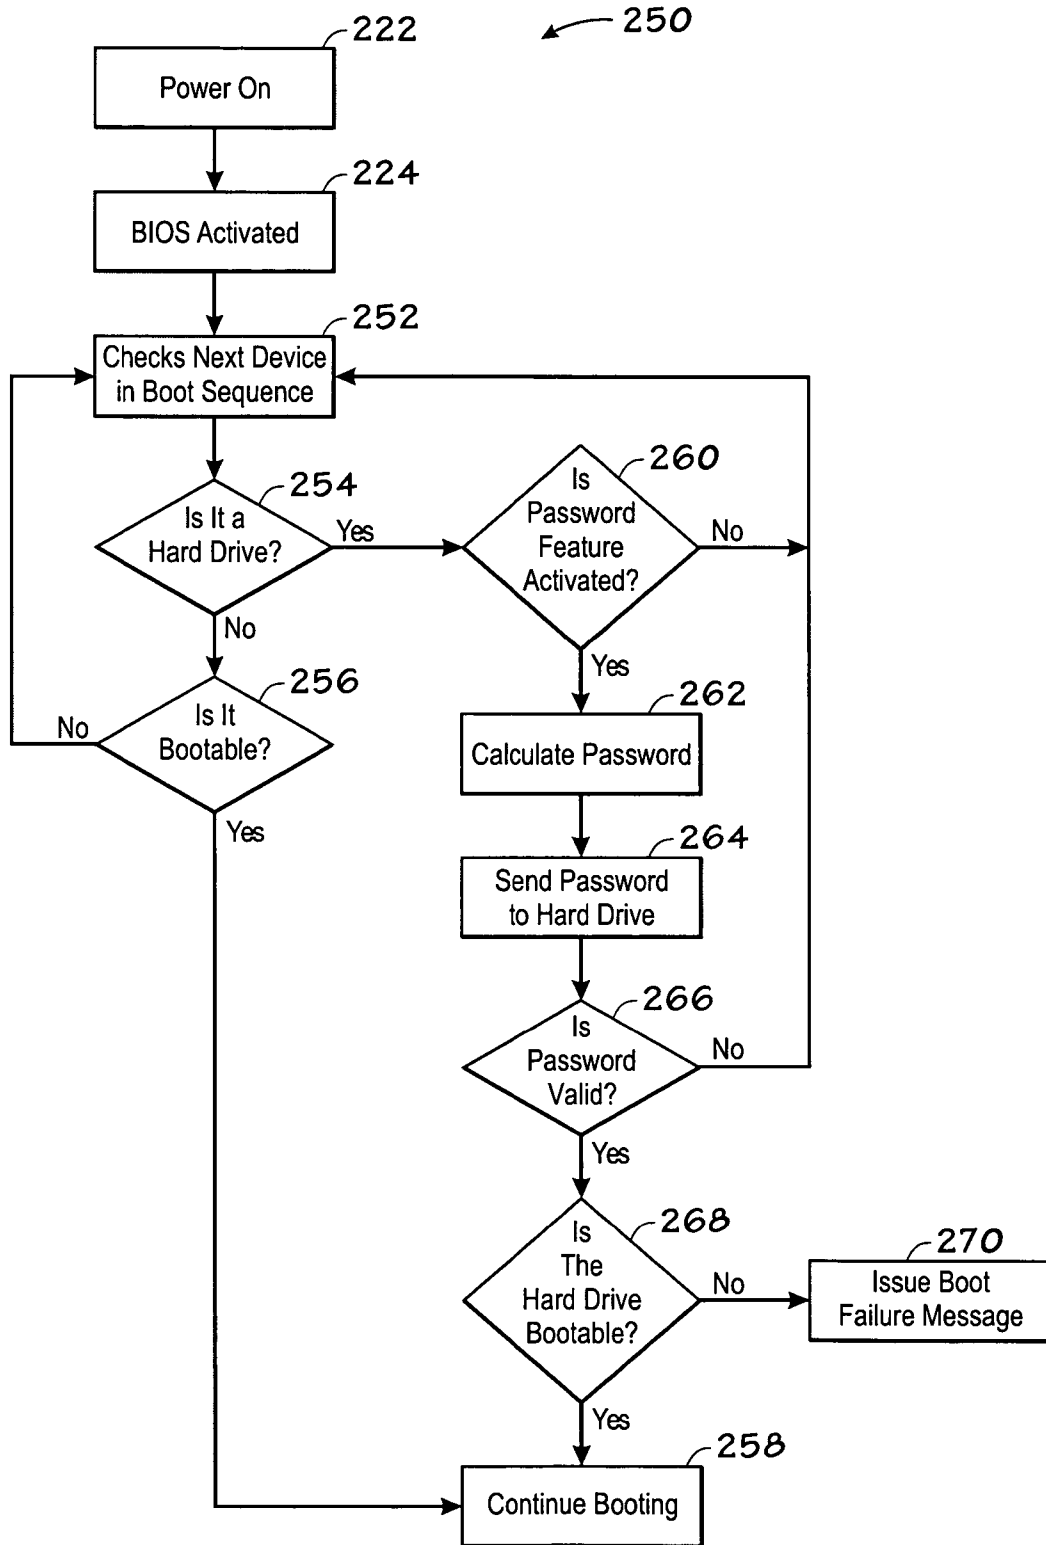 250
222
Power On
224
BIOS Activated
252
Checks Next Device
in Boot Sequence
254
Is It a
Hard Drive?
Yes
No
260
Is
Password
Feature
Activated?
No
Yes
256
Is It
Bootable?
No
Yes
262
Calculate Password
264
Send Password
to Hard Drive
266
Is
Password
Valid?
No
Yes
268
Is
The
Hard Drive
Bootable?
No
Yes
270
Issue Boot
Failure Message
258
Continue Booting